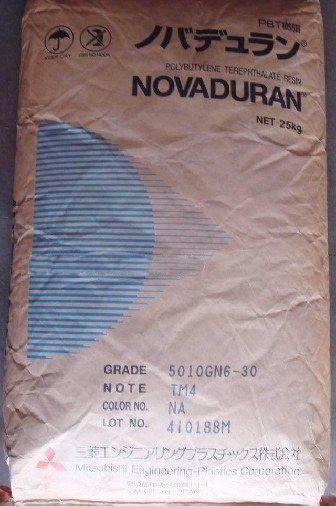 PBT樹脂
ノバデュラン®
POLYBUTYLENE TEREPHTHALATE RESIN
NOVADURAN
NET 25kg
GRADE 5010GN6-30
NOTE TM4
COLOR NO. NA
LOT NO. 410188M
三菱エンジニアリングプラスチックス株式会社
Mitsubishi Engineering-Plastics Corporation